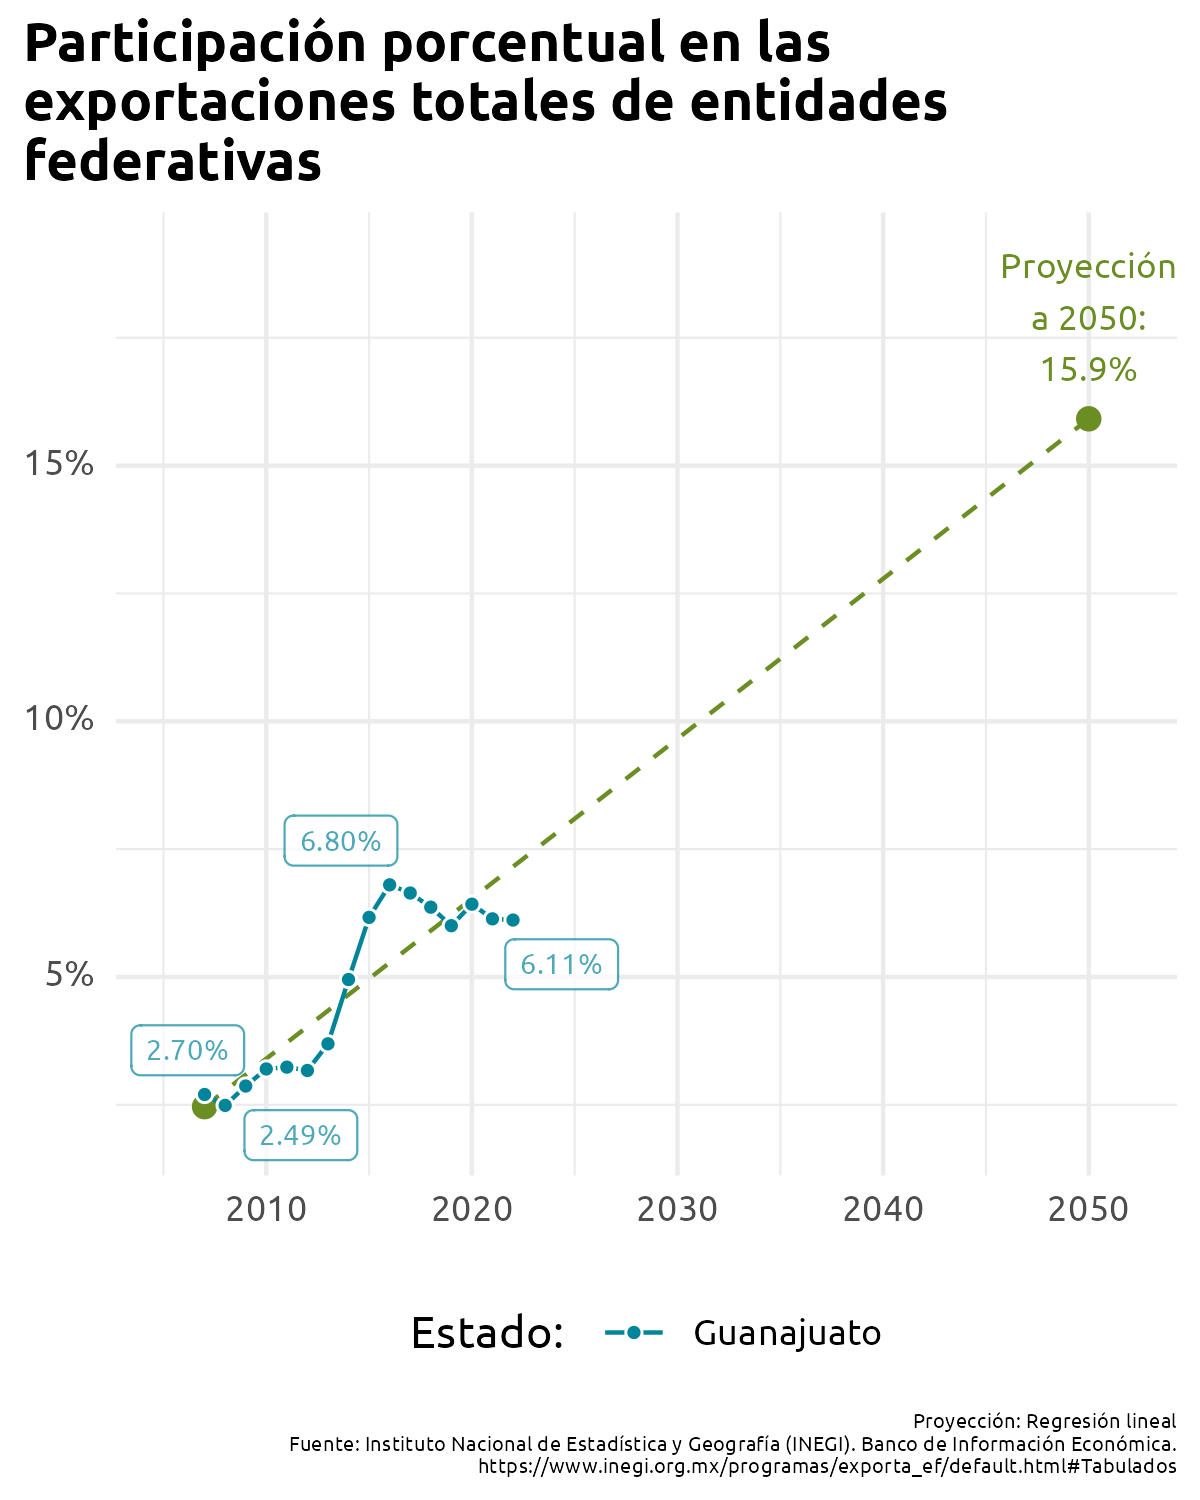 Participación porcentual en las
exportaciones totales de entidades
federativas
Proyección
a 2050:
15.9%
15%
10%
5%
6.80%
6.11%
2.70%
2.49%
2010
2020
2030
2040
2050
Estado:
Guanajuato
Proyección: Regresión lineal
Fuente: Instituto Nacional de Estadística y Geografía (INEGI). Banco de Información Económica.
https://www.inegi.org.mx/programas/exporta_ef/default.html#Tabulados